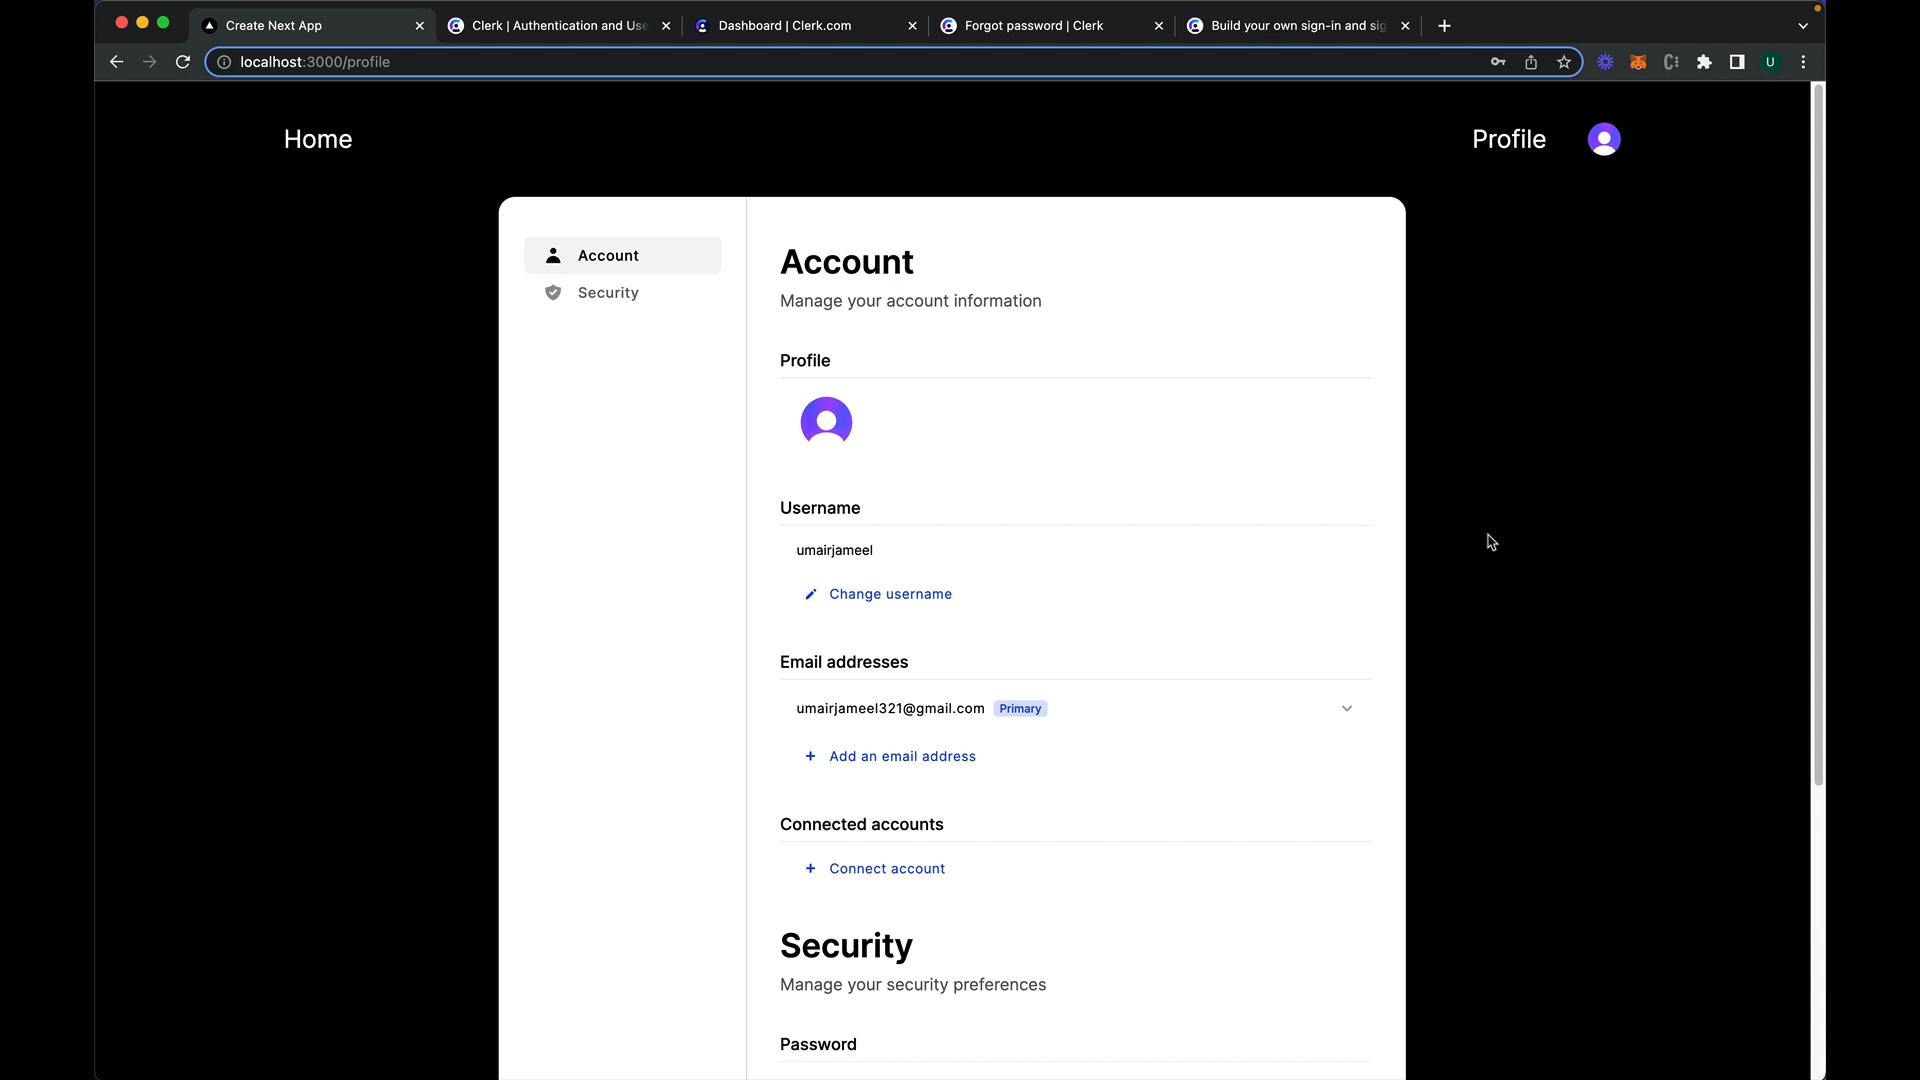 Create Next App
Clerk | Authentication and Use
Dashboard | Clerk.com
Forgot password | Clerk
Build your own sign-in and sig
localhost:3000/profile
U
Home
Profile
Account
Security
Account
Manage your account information
Profile
Username
umairjameel
Change username
Email addresses
umairjameel321@gmail.com Primary
+ Add an email address
Connected accounts
+ Connect account
Security
Manage your security preferences
Password